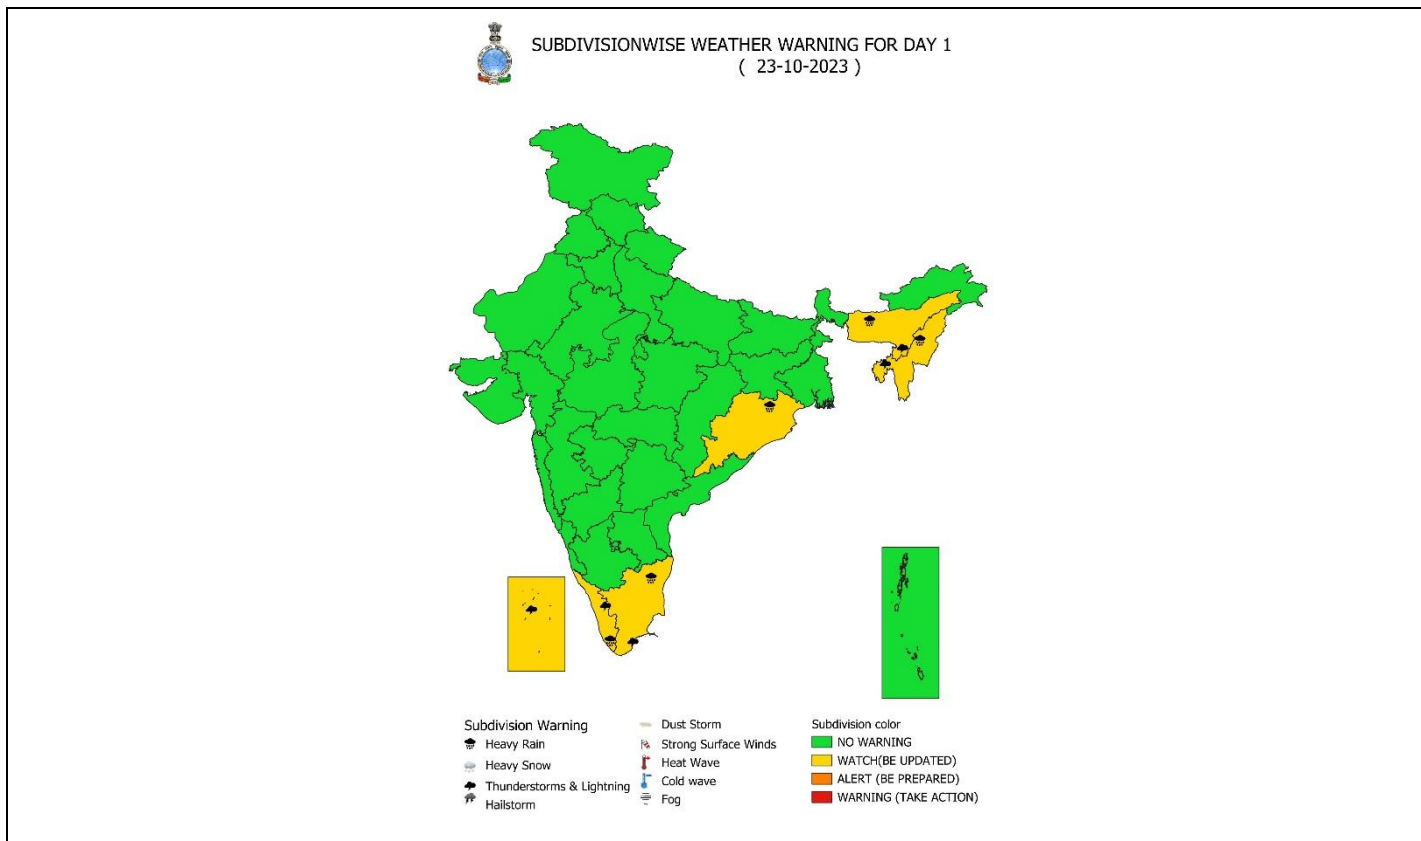 SUBDIVISIONWISE WEATHER WARNING FOR DAY 1
( 23-10-2023 )
Subdivision Warning
Heavy Rain
Heavy Snow
Thunderstorms & Lightning
Hailstorm
Dust Storm
Strong Surface Winds
Heat Wave
Cold wave
Fog
Subdivision color
NO WARNING
WATCH(BE UPDATED)
ALERT (BE PREPARED)
WARNING (TAKE ACTION)